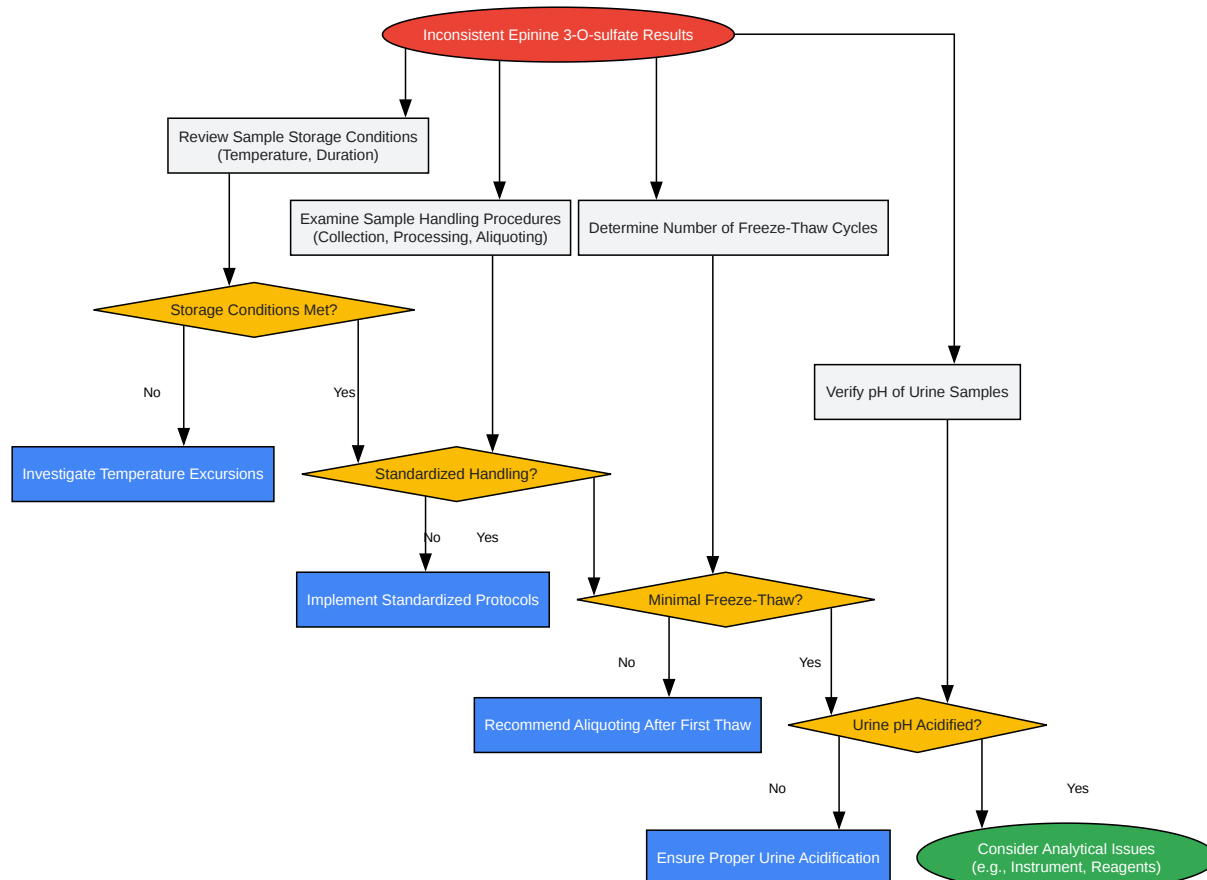 Inconsistent Epinine 3-O-sulfate Results
Review Sample Storage Conditions
(Temperature, Duration)
Examine Sample Handling Procedures
(Collection, Processing, Aliquoting)
Determine Number of Freeze-Thaw Cycles
Storage Conditions Met?
No
Yes
Verify pH of Urine Samples
Investigate Temperature Excursions
Standardized Handling?
No
Yes
Implement Standardized Protocols
Minimal Freeze-Thaw?
No
Yes
Recommend Aliquoting After First Thaw
Urine pH Acidified?
No
Yes
Ensure Proper Urine Acidification
Consider Analytical Issues
(e.g., Instrument, Reagents)